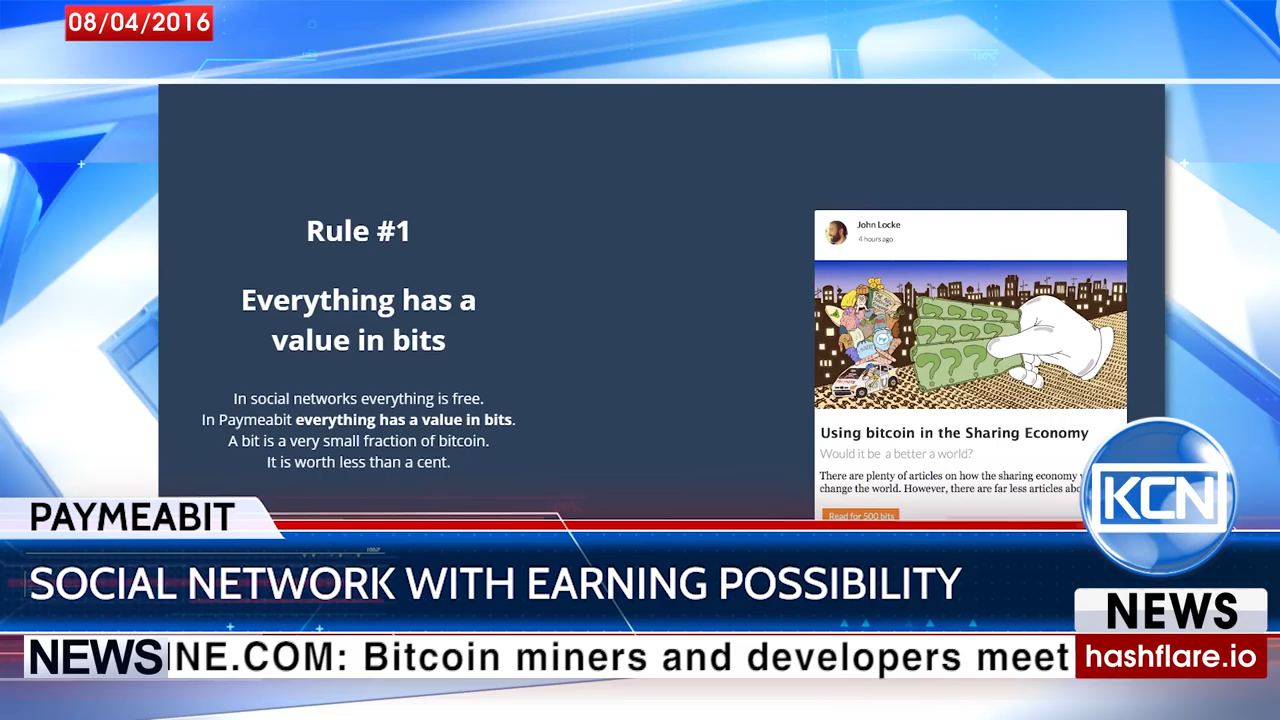 08/04/2016
Rule #1
Everything has a
value in bits
In social networks everything is free.
In Paymeabit everything has a value in bits.
A bit is a very small fraction of bitcoin.
It is worth less than a cent.
John Locke
4 hours ago
? ? ?
? ? ?
? ? ?
Using bitcoin in the Sharing Economy
Would it be a better a world?
There are plenty of articles on how the sharing economy
change the world. However, there are far less articles
Read for 500 bits
KCN
PAYMEABIT
SOCIAL NETWORK WITH EARNING POSSIBILITY
NEWS
NEWS INE.COM: Bitcoin miners and developers meet
hashflare.io